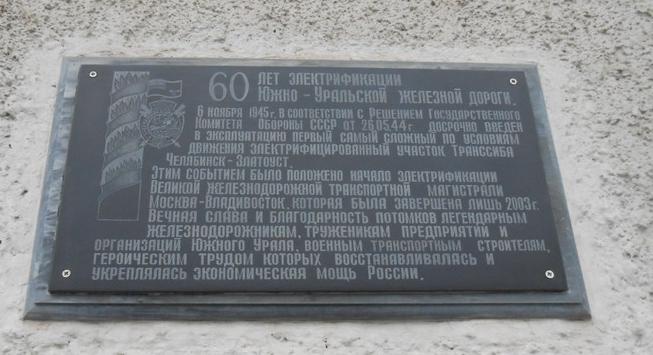 60 ЛЕТ ЭЛЕКТРИФИКАЦИИ
ЮЖНО - УРАЛЬСКОЙ ЖЕЛЕЗНОЙ ДОРОГИ.
6 НОЯБРЯ 1945 г. В СООТВЕТСТВИИ С РЕШЕНИЕМ ГОСУДАРСТВЕННОГО
КОМИТЕТА ОБОРОНЫ СССР ОТ 26.05.44 г. ДОСРОЧНО ВВЕДЕН
В ЭКСПЛУАТАЦИЮ ПЕРВЫЙ САМЫЙ СЛОЖНЫЙ ПО УСЛОВИЯМ
ДВИЖЕНИЯ ЭЛЕКТРИФИЦИРОВАННЫЙ УЧАСТОК ТРАНССИБА
ЧЕЛЯБИНСК - ЗЛАТОУСТ.
ЭТИМ СОБЫТИЕМ БЫЛО ПОЛОЖЕНО НАЧАЛО ЭЛЕКТРИФИКАЦИИ
ВЕЛИКОЙ ЖЕЛЕЗНОДОРОЖНОЙ ТРАНСПОРТНОЙ МАГИСТРАЛИ
МОСКВА-ВЛАДИВОСТОК, КОТОРАЯ БЫЛА ЗАВЕРШЕНА ЛИШЬ 2003 г.
ВЕЧНАЯ СЛАВА И БЛАГОДАРНОСТЬ ПОТОМКОВ ЛЕГЕНДАРНЫМ
ЖЕЛЕЗНОДОРОЖНИКАМ, ТРУЖЕНИКАМ ПРЕДПРИЯТИЙ И
ОРГАНИЗАЦИЙ ЮЖНОГО УРАЛА, ВОЕННЫМ ТРАНСПОРТНЫМ СТРОИТЕЛЯМ,
ГЕРОИЧЕСКИМ ТРУДОМ КОТОРЫХ ВОССТАНАВЛИВАЛАСЬ И
УКРЕПЛЯЛАСЬ ЭКОНОМИЧЕСКАЯ МОЩЬ РОССИИ.